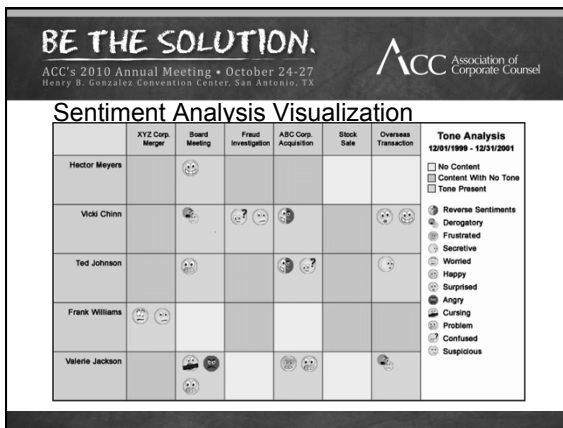 BE THE SOLUTION.
ACC's 2010 Annual Meeting • October 24-27
Henry B. Gonzalez Convention Center, San Antonio, TX
ACC Association of
Corporate Counsel
Sentiment Analysis Visualization
XYZ Corp.
Merger
Board
Meeting
Fraud
Investigation
ABC Corp.
Acquisition
Stock
Sale
Overseas
Transaction
Hector Meyers
Vicki Chinn
Ted Johnson
Frank Williams
Valerie Jackson
Tone Analysis
12/01/1999 - 12/31/2001
No Content
Content With No Tone
Tone Present
Reverse Sentiments
Derogatory
Frustrated
Secretive
Worried
Happy
Surprised
Angry
Cursing
Problem
Confused
Suspicious